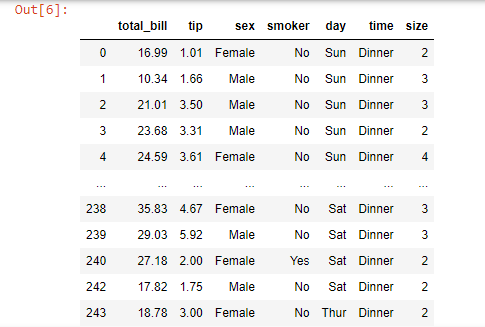 Out[6]:
total_bill tip sex smoker day time size
0 16.99 1.01 Female No Sun Dinner 2
1 10.34 1.66 Male No Sun Dinner 3
2 21.01 3.50 Male No Sun Dinner 3
3 23.68 3.31 Male No Sun Dinner 2
4 24.59 3.61 Female No Sun Dinner 4
... ... ... ... ... ... ... ...
238 35.83 4.67 Female No Sat Dinner 3
239 29.03 5.92 Male No Sat Dinner 3
240 27.18 2.00 Female Yes Sat Dinner 2
242 17.82 1.75 Male No Sat Dinner 2
243 18.78 3.00 Female No Thur Dinner 2